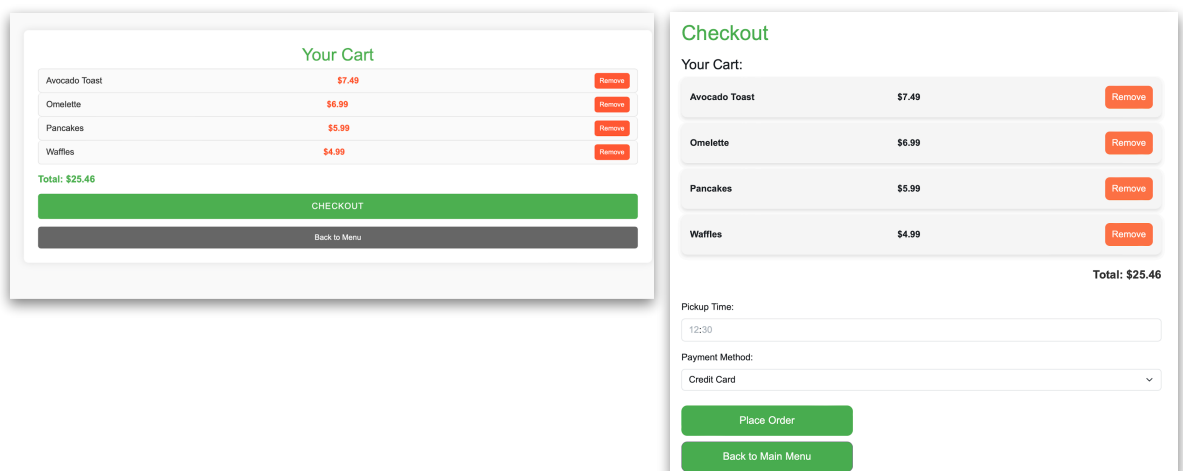 Your Cart
Avocado Toast $7.49 Remove
Omelette $6.99 Remove
Pancakes $5.99 Remove
Waffles $4.99 Remove
Total: $25.46
CHECKOUT
Back to Menu
Checkout
Your Cart:
Avocado Toast $7.49 Remove
Omelette $6.99 Remove
Pancakes $5.99 Remove
Waffles $4.99 Remove
Total: $25.46
Pickup Time:
12:30
Payment Method:
Credit Card
Place Order
Back to Main Menu